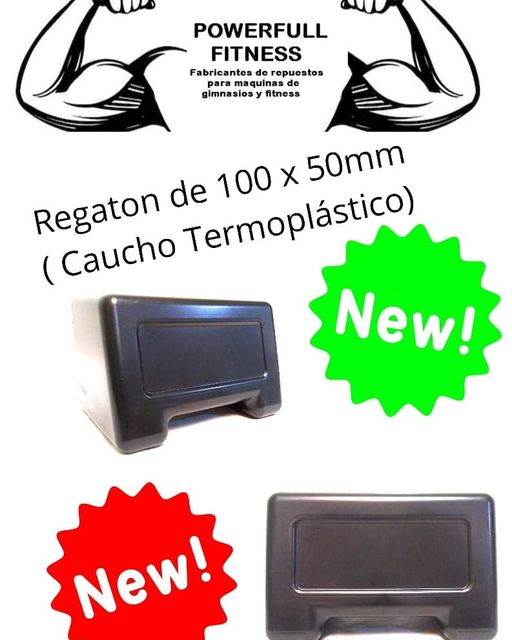 POWERFULL
FITNESS
Fabricantes de repuestos
para maquinas de
gimnasios y fitness
Regaton de 100 x 50mm
( Caucho Termoplástico)
New!
New!